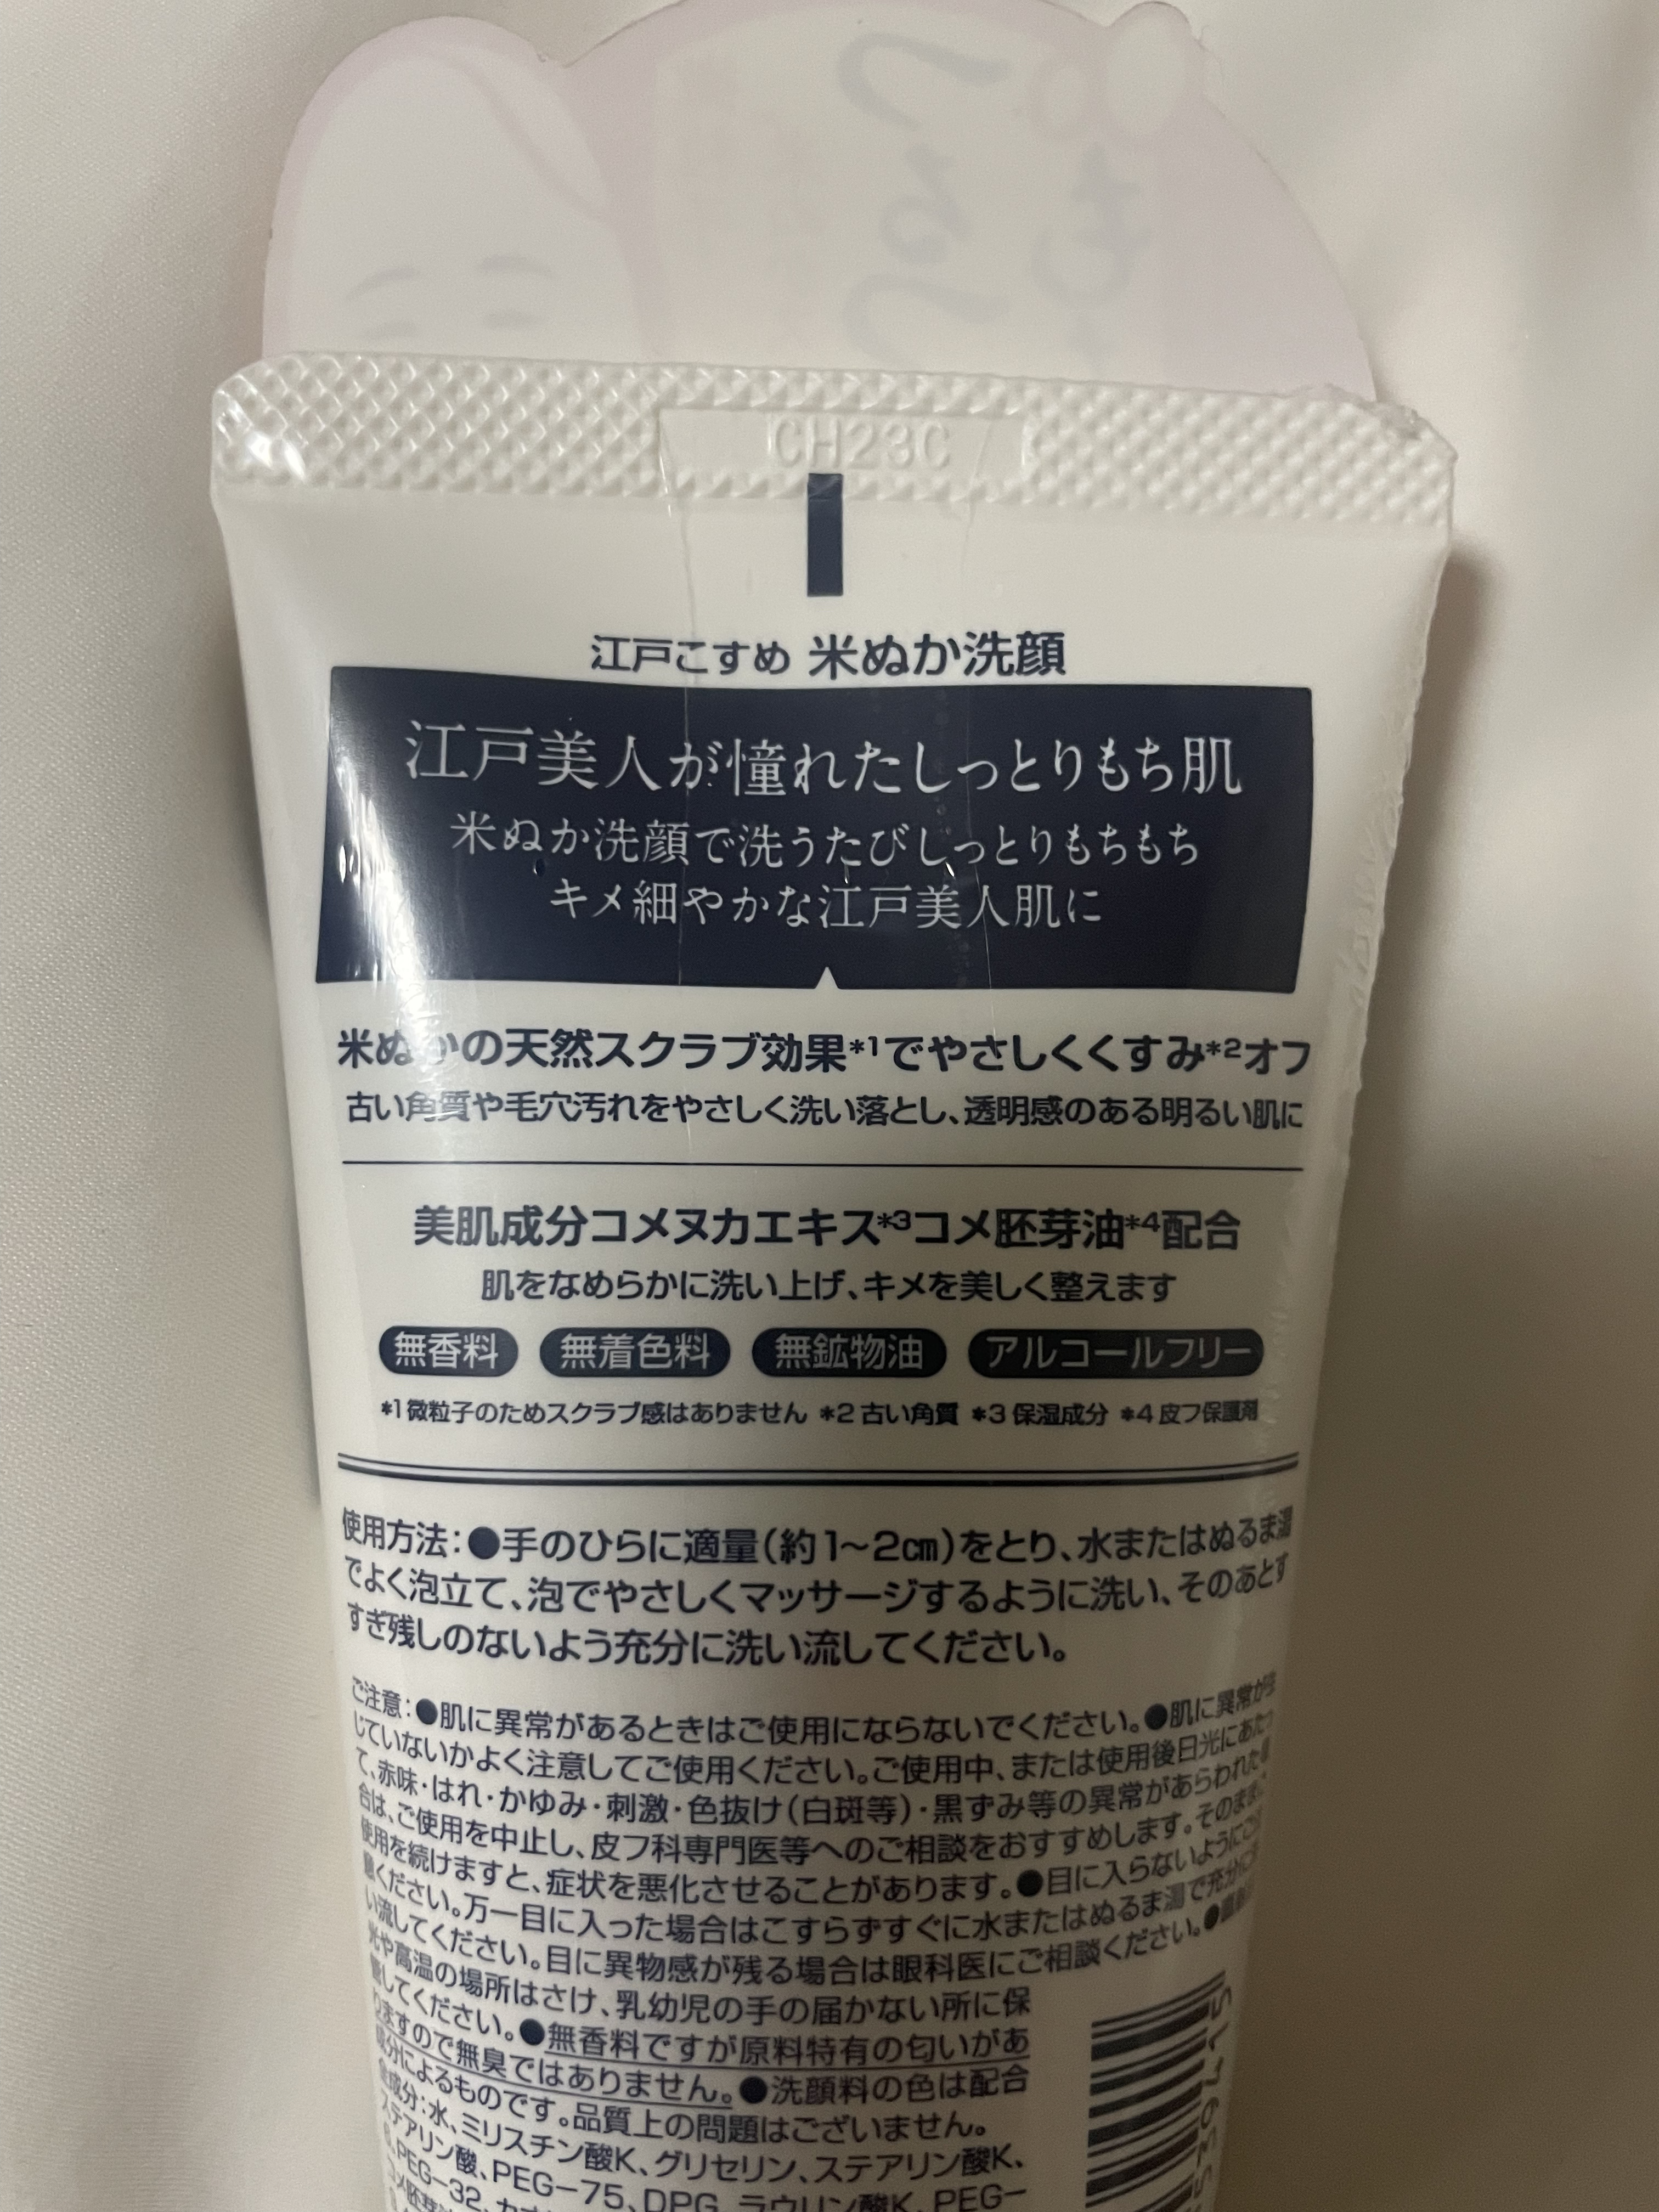 CH23C
江戸こすめ 米ぬか洗顔
江戸美人が憧れたしっとりもち肌
米ぬか洗顔で洗うたびしっとりもちもち
キメ細やかな江戸美人肌に
米ぬかの天然スクラブ効果*1でやさしくくすみ*2オフ
古い角質や毛穴汚れをやさしく洗い落とし、透明感のある明るい肌に
美肌成分コメヌカエキス*3コメ胚芽油*4配合
肌をなめらかに洗い上げ、キメを美しく整えます
無香料 無着色料 無鉱物油 アルコールフリー
*1 微粒子のためスクラブ感はありません *2 古い角質 *3 保湿成分 *4 皮フ保護剤
使用方法：●手のひらに適量（約1〜2㎝）をとり、水またはぬるま湯
でよく泡立て、泡でやさしくマッサージするように洗い、そのあとす
すぎ残しのないよう充分に洗い流してください。
ご注意：●肌に異常があるときはご使用にならないでください。●肌に異常が生
じていないかよく注意してご使用ください。ご使用中、または使用後日光にあたっ
て、赤味・はれ・かゆみ・刺激・色抜け（白斑等）・黒ずみ等の異常があらわれた場
合は、ご使用を中止し、皮フ科専門医等へのご相談をおすすめします。そのまま
使用を続けますと、症状を悪化させることがあります。●目に入らないようにご
意ください。万一目に入った場合はこすらずすぐに水またはぬるま湯で充分に
い流してください。目に異物感が残る場合は眼科医にご相談ください。●直射
光や高温の場所はさけ、乳幼児の手の届かない所に保
管してください。●無香料ですが原料特有の匂いがあ
りますので無臭ではありません。●洗顔料の色は配合
成分によるものです。品質上の問題はございません。
全成分：水、ミリスチン酸K、グリセリン、ステアリン酸K、
ステアリン酸、PEG-75、DPG、ラウリン酸K、PEG-
PEG-32